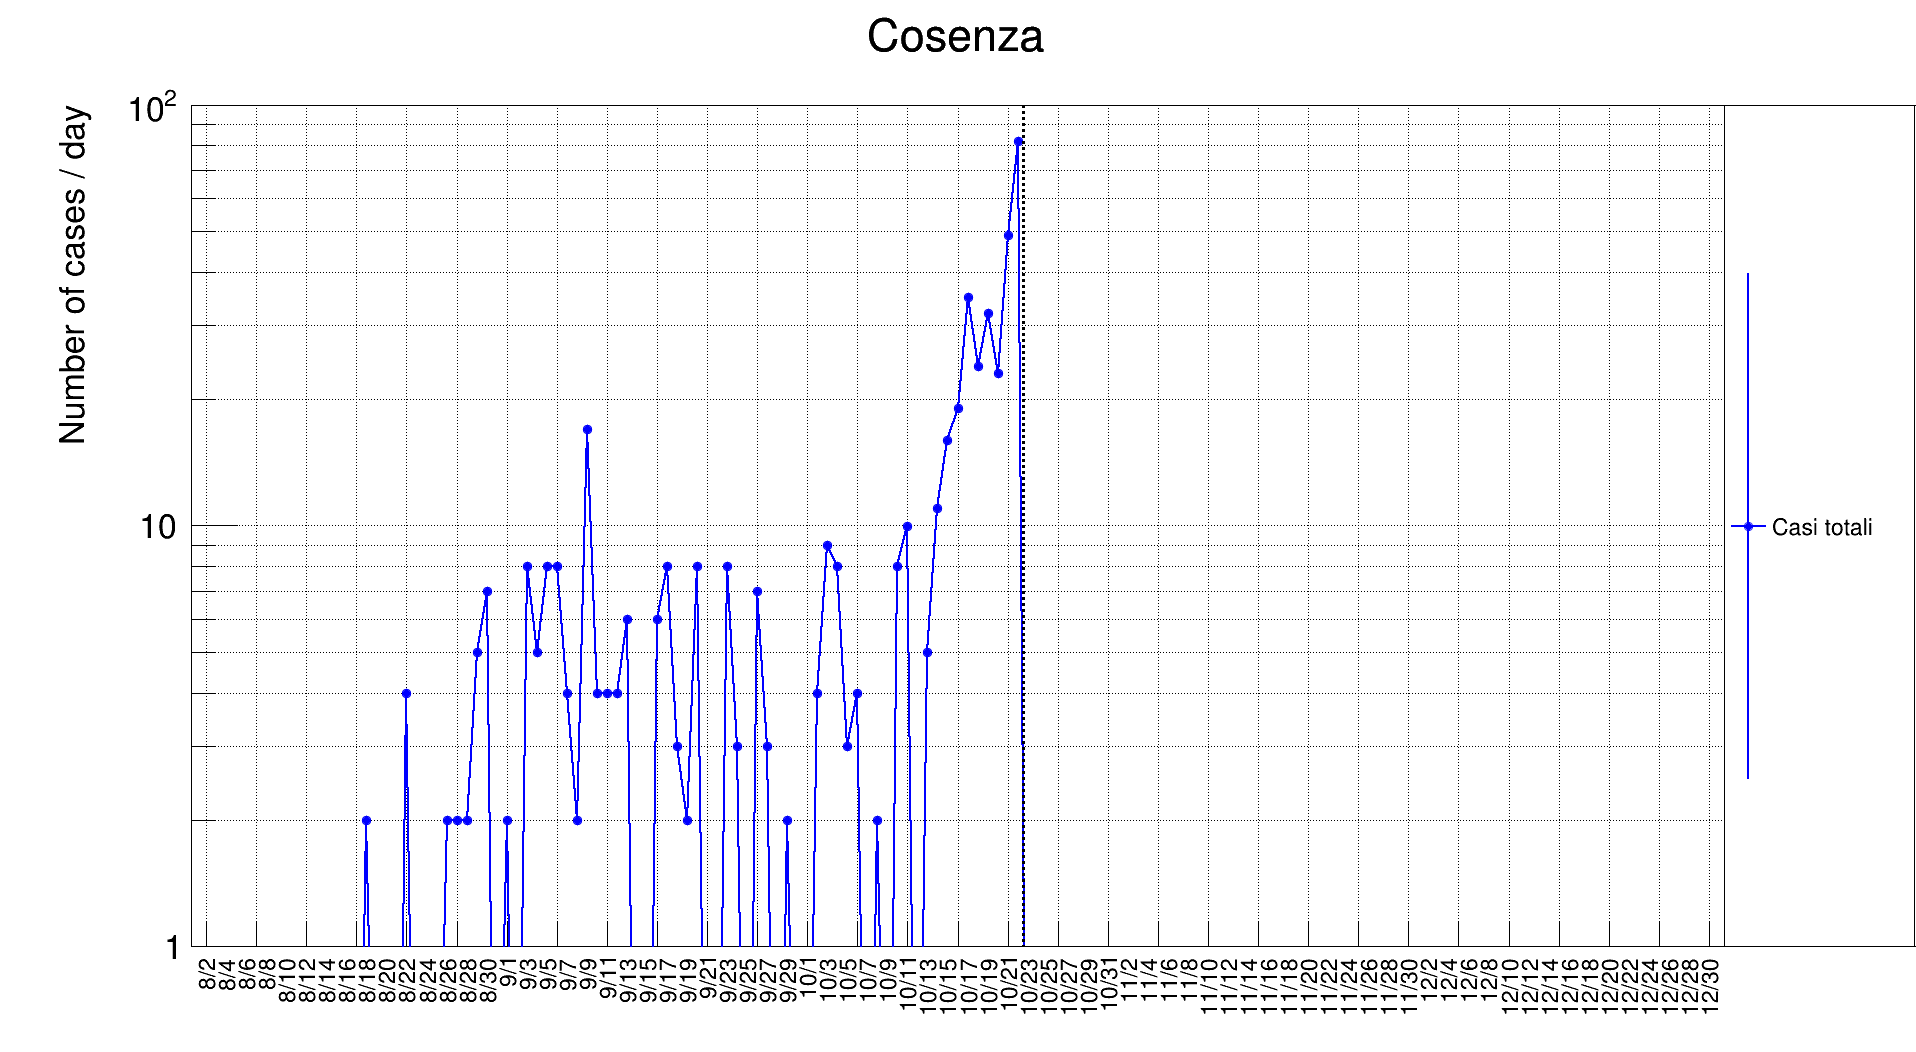 Cosenza
Number of cases / day
10²
10
1
8/2 8/4 8/6 8/8 8/10 8/12 8/14 8/16 8/18 8/20 8/22 8/24 8/26 8/28 8/30 9/1 9/3 9/5 9/7 9/9 9/11 9/13 9/15 9/17 9/19 9/21 9/23 9/25 9/27 9/29 10/1 10/3 10/5 10/7 10/9 10/11 10/13 10/15 10/17 10/19 10/21 10/23 10/25 10/27 10/29 10/31 11/2 11/4 11/6 11/8 11/10 11/12 11/14 11/16 11/18 11/20 11/22 11/24 11/26 11/28 11/30 12/2 12/4 12/6 12/8 12/10 12/12 12/14 12/16 12/18 12/20 12/22 12/24 12/26 12/28 12/30
Casi totali